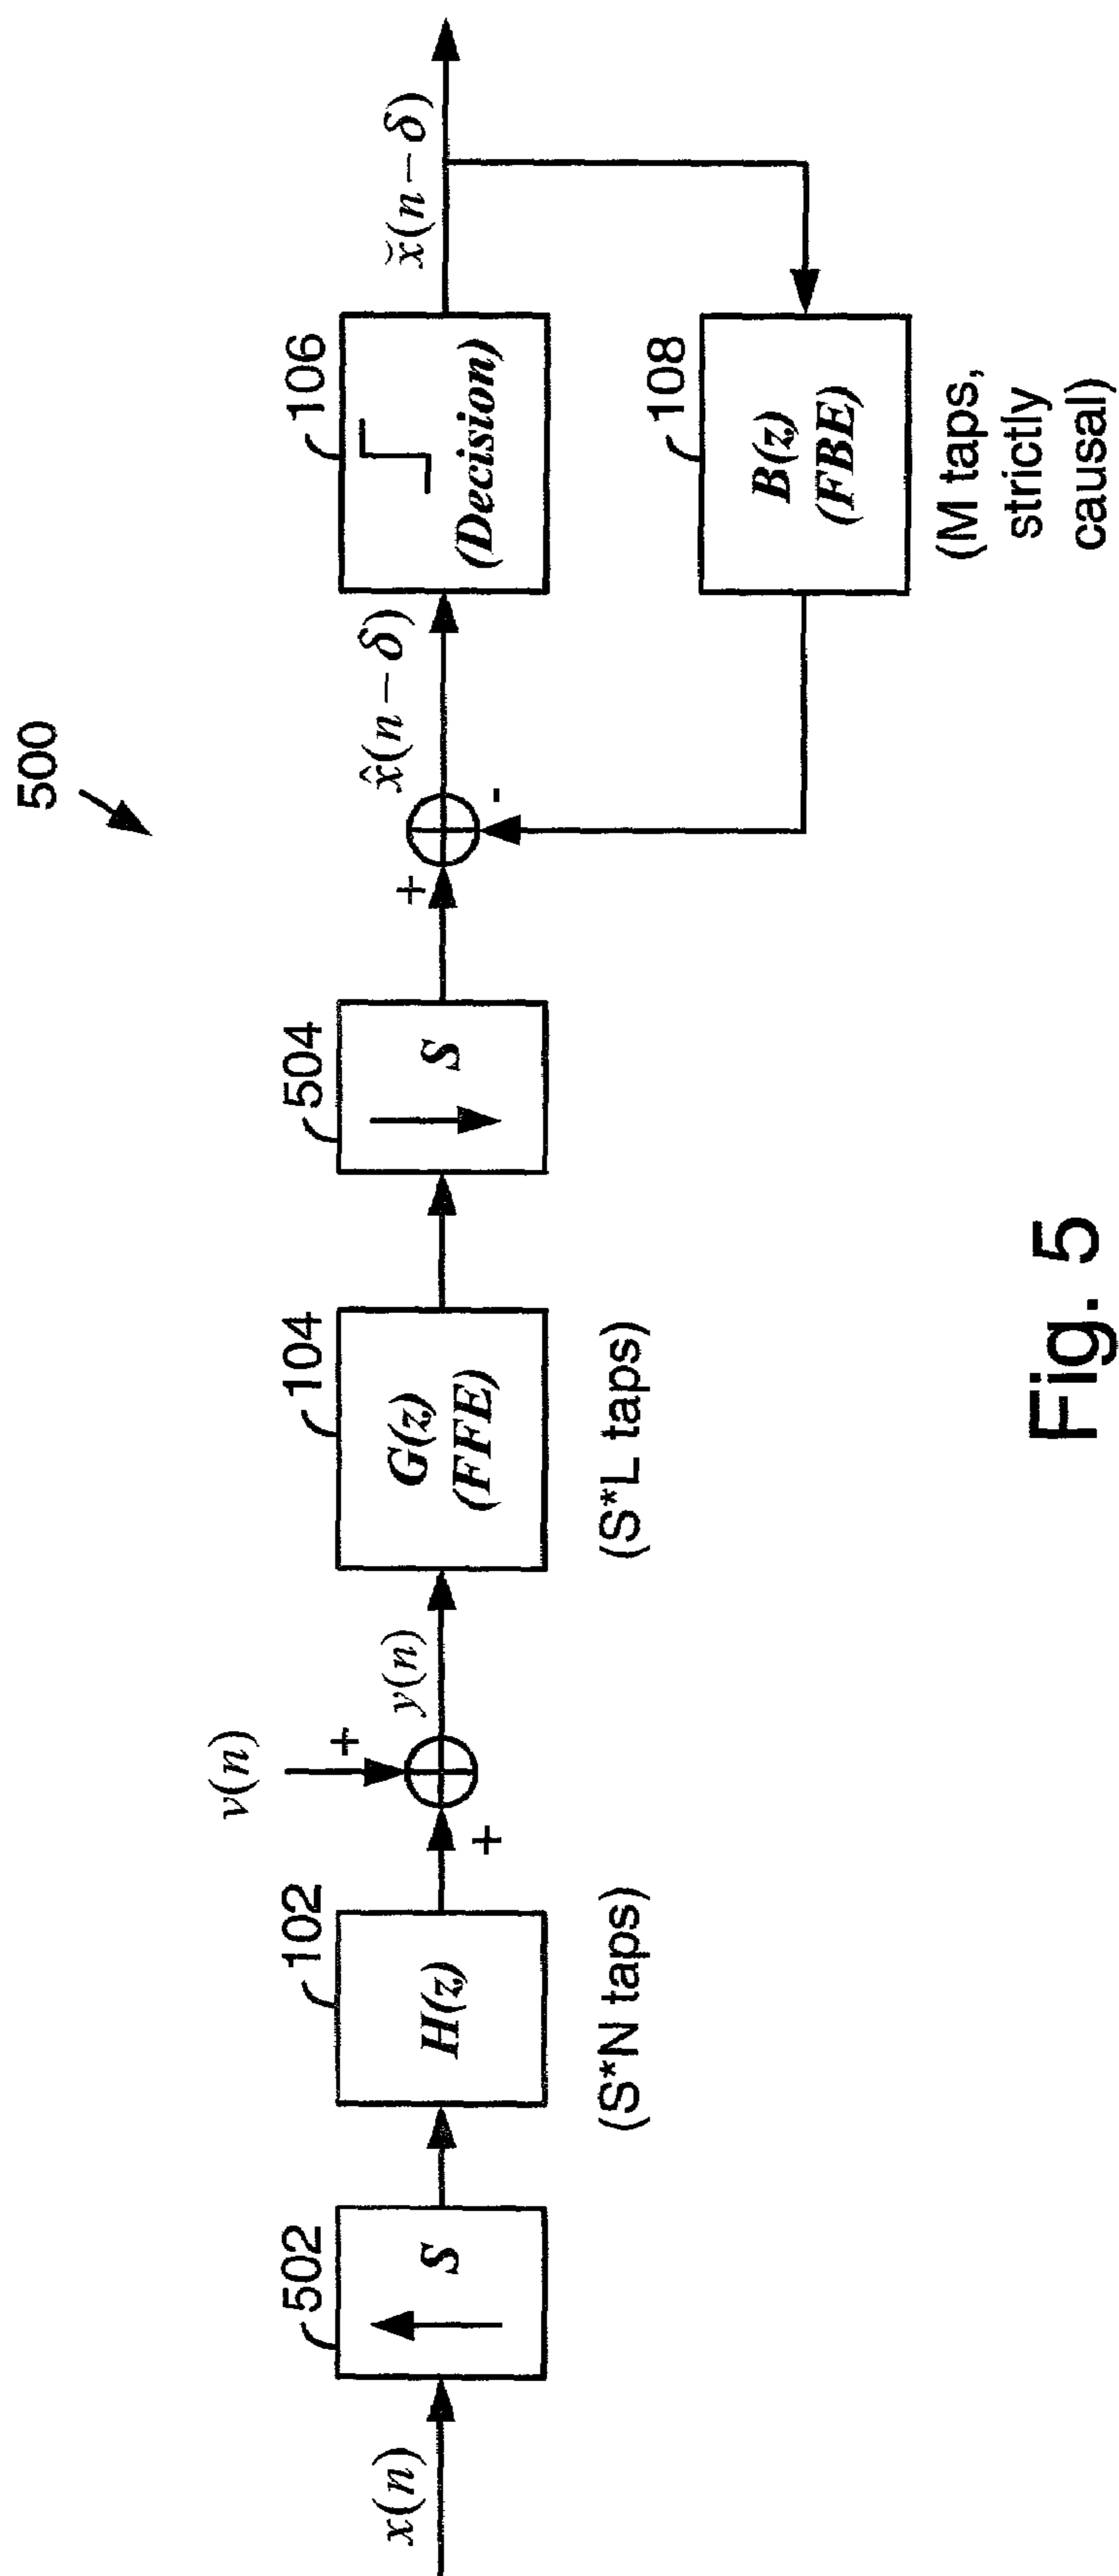 500
x(n)
502
S
102
H(z)
(S*N taps)
v(n)
+
+
y(n)
104
G(z)
(FFE)
(S*L taps)
504
S
+
-
x̂(n − δ)
106
(Decision)
x̆(n − δ)
108
B(z)
(FBE)
(M taps,
strictly
causal)
Fig. 5